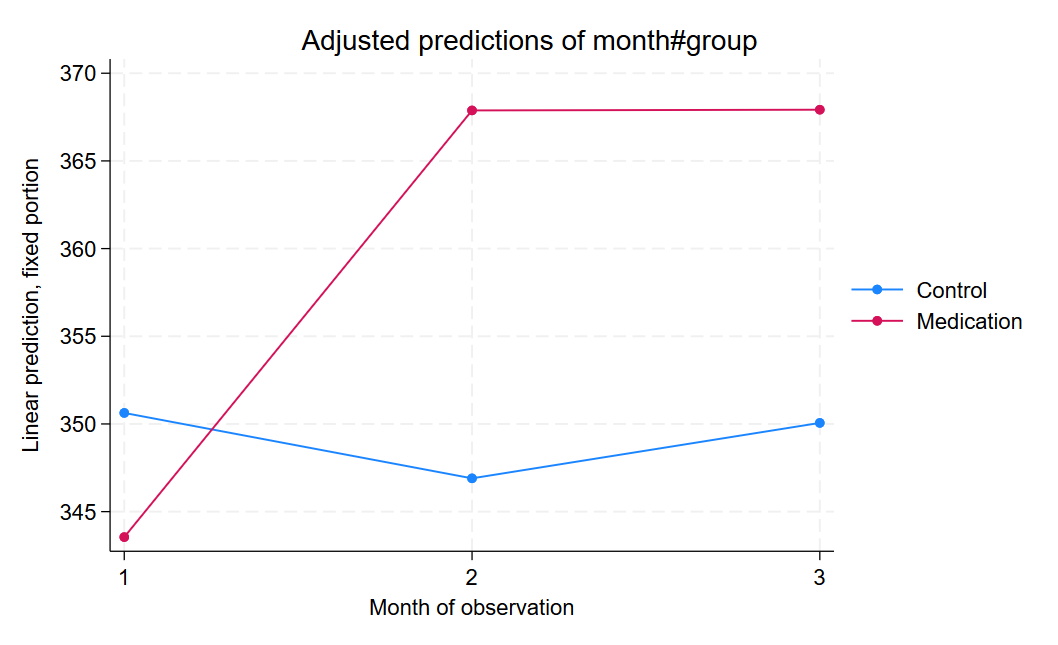 Adjusted predictions of month#group
Linear prediction, fixed portion
370
365
360
355
350
345
1
2
3
Month of observation
Control
Medication